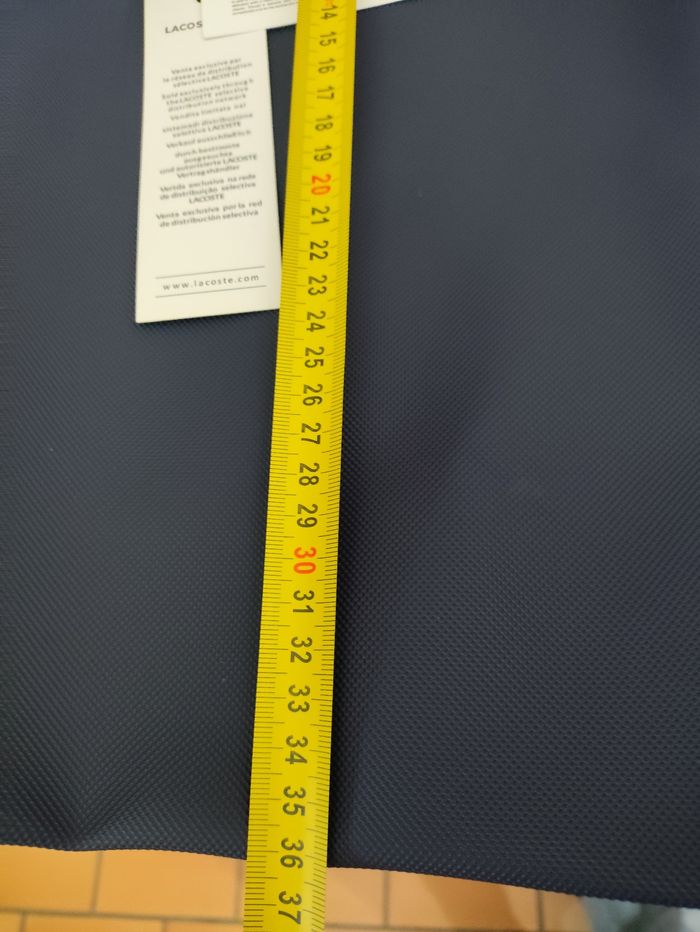 LACOS
Vente exclusive par
le réseau de distribution
sélective LACOSTE
Sold exclusively through
the LACOSTE selective
distribution network
Vendita limitata nel
sistema di distribuzione
selettiva LACOSTE
Verkauf ausschließlich
durch bestimmte
ausgesuchte
und autorisierte LACOSTE
Vertragshändler
Venda exclusiva na rede
de distribuição selectiva
LACOSTE
Venta exclusiva por la red
de distribución selectiva
www.lacoste.com
14
15
16
17
18
19
20
21
22
23
24
25
26
27
28
29
30
31
32
33
34
35
36
37